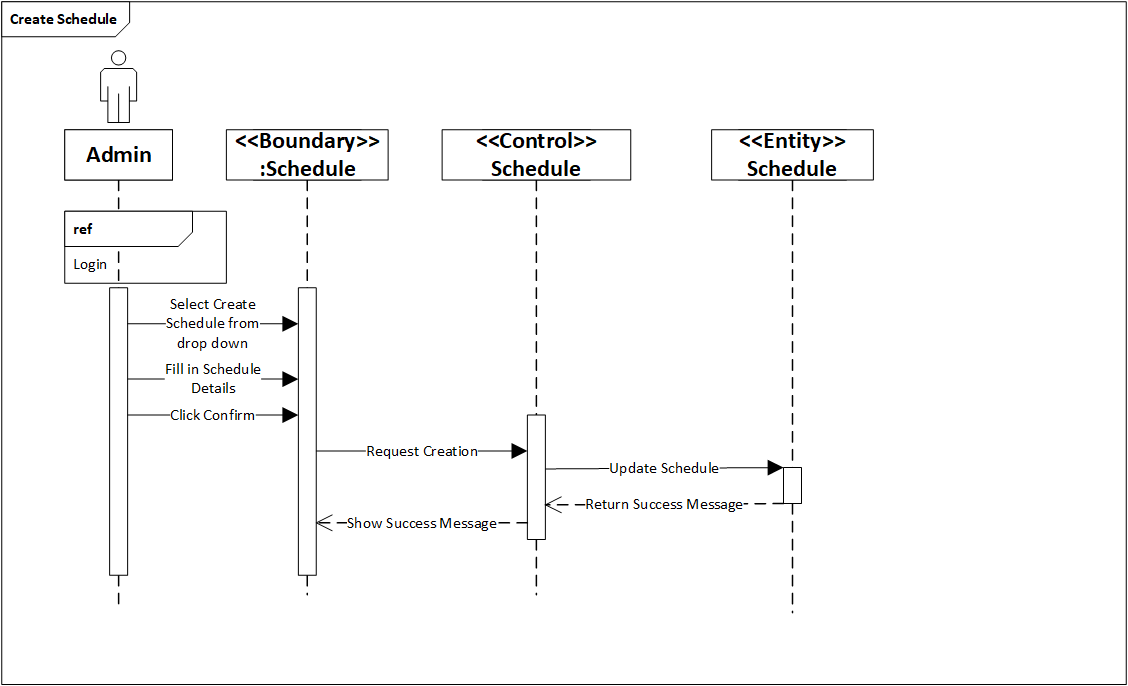 Create Schedule
Admin
<<Boundary>>
:Schedule
<<Control>>
Schedule
<<Entity>>
Schedule
ref
Login
Select Create
Schedule from
drop down
Fill in Schedule
Details
Click Confirm
Request Creation
Update Schedule
Return Success Message
Show Success Message